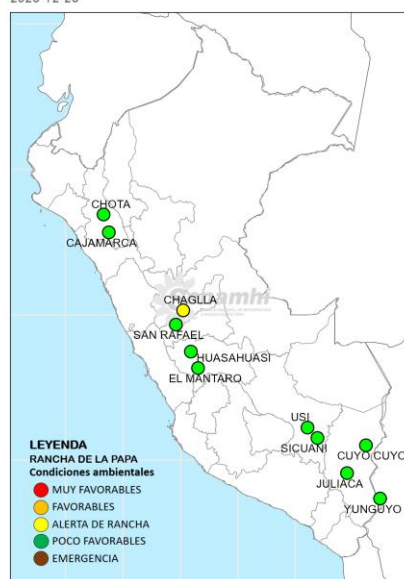 CHOTA
CAJAMARCA
CHAGLLA
SAN RAFAEL
HUASAHUASI
EL MANTARO
USI
SICUANI
CUYO CUYO
JULIACA
YUNGUYO
LEYENDA
RANCHA DE LA PAPA
Condiciones ambientales
MUY FAVORABLES
FAVORABLES
ALERTA DE RANCHA
POCO FAVORABLES
EMERGENCIA